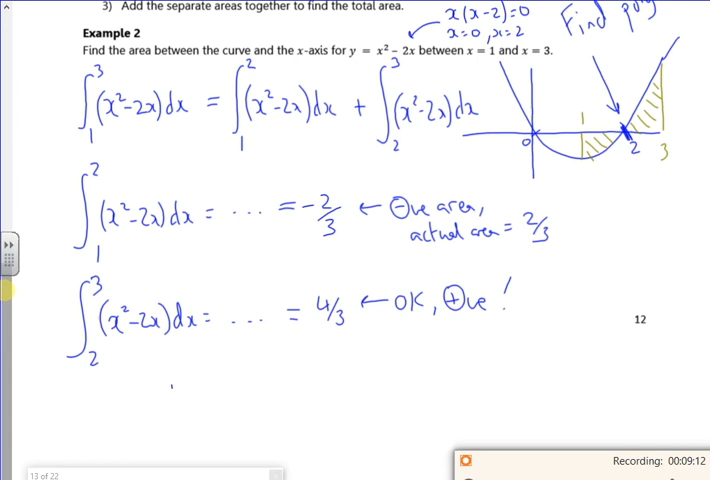 3) Add the separate areas together to find the total area.
x(x-2)=0
x=0, x=2
Find
Example 2
Find the area between the curve and the x-axis for y = x² – 2x between x = 1 and x = 3.
∫₁³ (x²-2x)dx = ∫₁² (x²-2x)dx + ∫₂³ (x²-2x)dx
0 1 2 3
∫₁² (x²-2x)dx = ... = -2/3 ← ⊖ve area,
actual area = 2/3
∫₂³ (x²-2x)dx = ... = 4/3 ← OK, ⊕ve !
12
13 of 22
Recording: 00:09:12